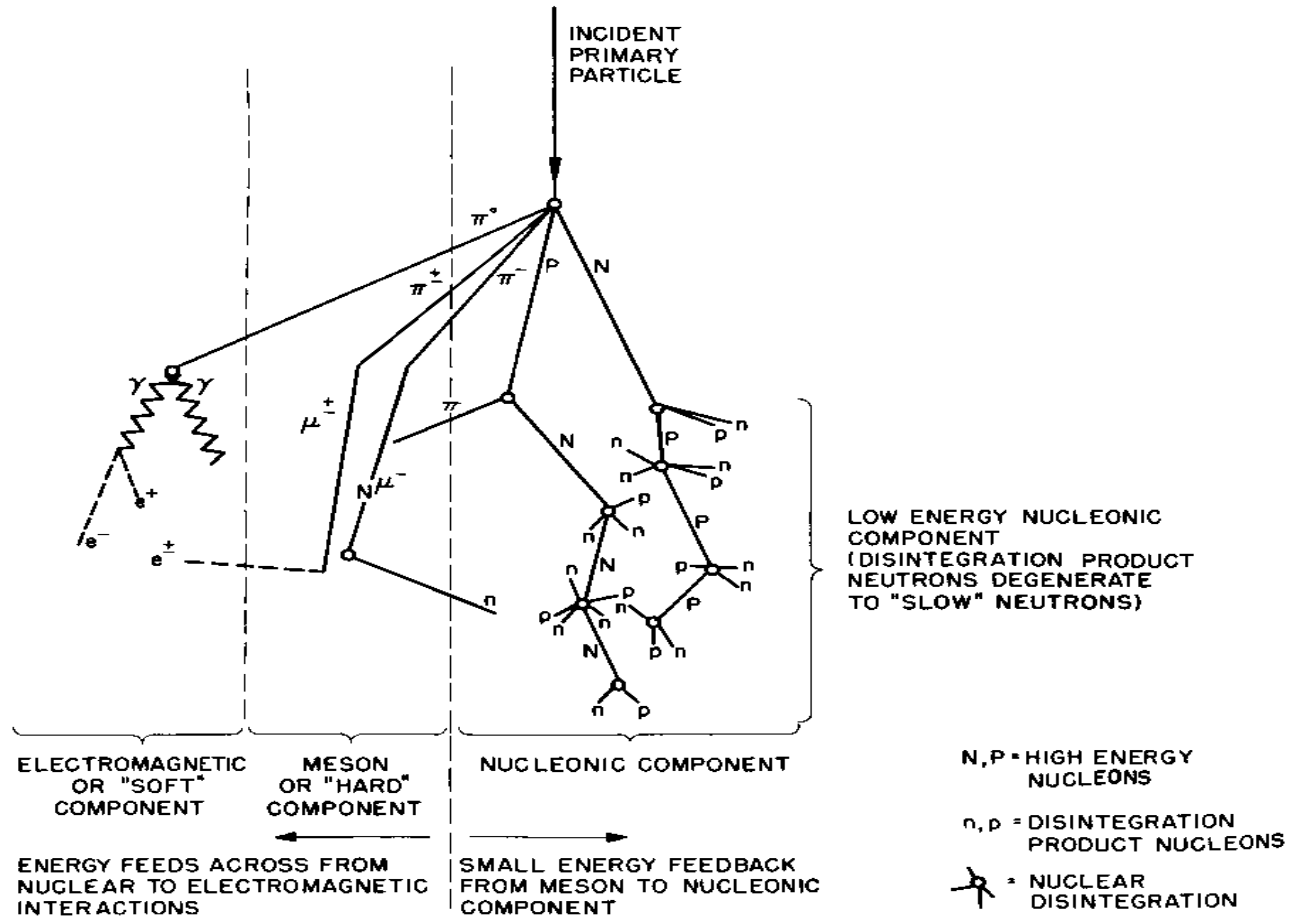 INCIDENT
PRIMARY
PARTICLE
π°
π±
π⁻
P
N
γ
γ
μ±
π
N
P
n
p
n
n
p
n
n
p
N
μ⁻
e⁺
e⁻
e±
p
n
n
P
N
p
n
n
P
n
n
p
n
p
n
n
p
n
N
n
p
LOW ENERGY NUCLEONIC
COMPONENT
(DISINTEGRATION PRODUCT
NEUTRONS DEGENERATE
TO "SLOW" NEUTRONS)
ELECTROMAGNETIC
OR "SOFT"
COMPONENT
MESON
OR "HARD"
COMPONENT
NUCLEONIC COMPONENT
ENERGY FEEDS ACROSS FROM
NUCLEAR TO ELECTROMAGNETIC
INTERACTIONS
SMALL ENERGY FEEDBACK
FROM MESON TO NUCLEONIC
COMPONENT
N,P = HIGH ENERGY
NUCLEONS
n,p = DISINTEGRATION
PRODUCT NUCLEONS
= NUCLEAR
DISINTEGRATION